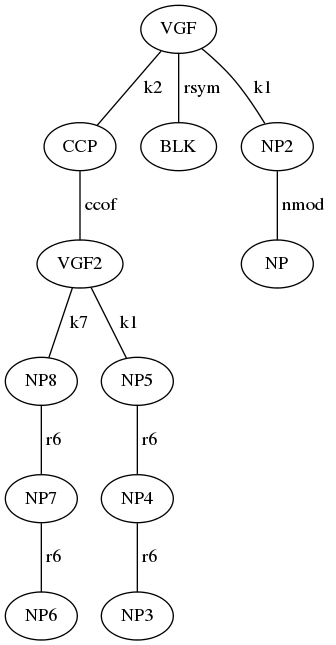 VGF
k2 rsym k1
CCP BLK NP2
ccof nmod
VGF2 NP
k7 k1
NP8 NP5
r6 r6
NP7 NP4
r6 r6
NP6 NP3